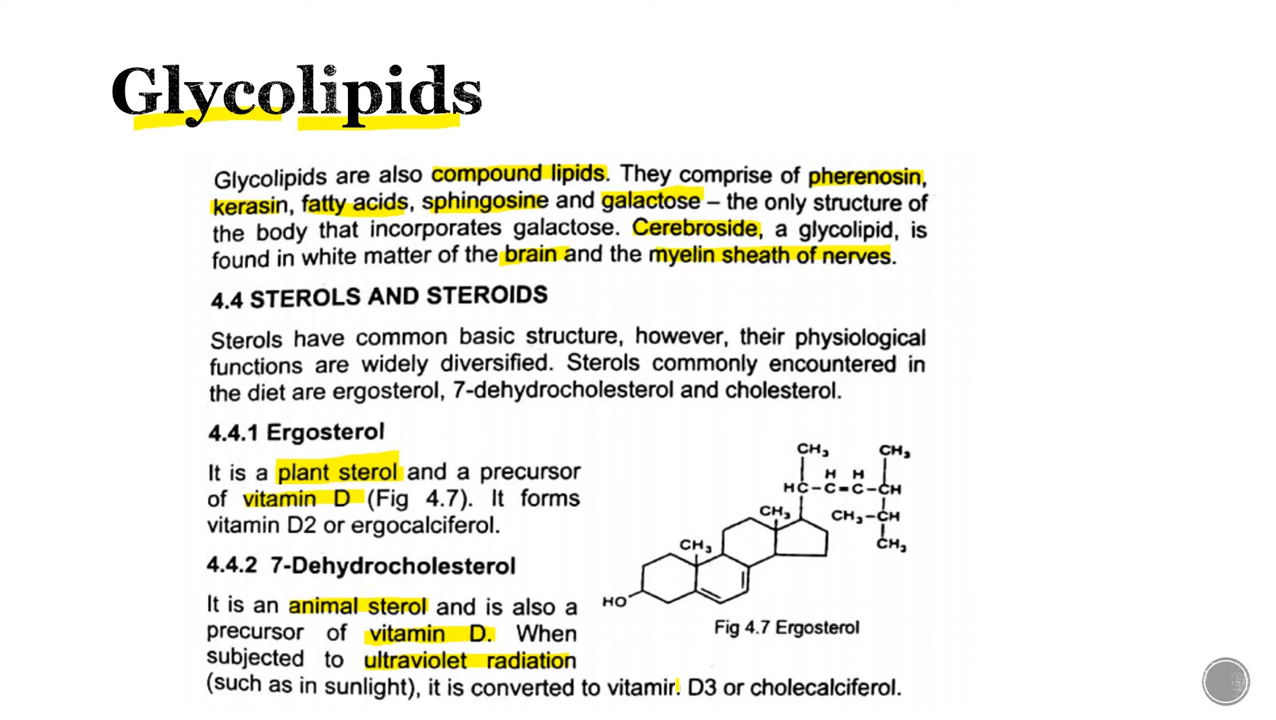 Glycolipids
Glycolipids are also compound lipids. They comprise of pherenosin,
kerasin, fatty acids, sphingosine and galactose – the only structure of
the body that incorporates galactose. Cerebroside, a glycolipid, is
found in white matter of the brain and the myelin sheath of nerves.
4.4 STEROLS AND STEROIDS
Sterols have common basic structure, however, their physiological
functions are widely diversified. Sterols commonly encountered in
the diet are ergosterol, 7-dehydrocholesterol and cholesterol.
4.4.1 Ergosterol
It is a plant sterol and a precursor
of vitamin D (Fig 4.7). It forms
vitamin D2 or ergocalciferol.
4.4.2 7-Dehydrocholesterol
It is an animal sterol and is also a
precursor of vitamin D. When
subjected to ultraviolet radiation
(such as in sunlight), it is converted to vitamin D3 or cholecalciferol.
CH₃ CH₃
H H
HC–C=C–CH
CH₃ CH₃–CH
CH₃ CH₃
HO
Fig 4.7 Ergosterol